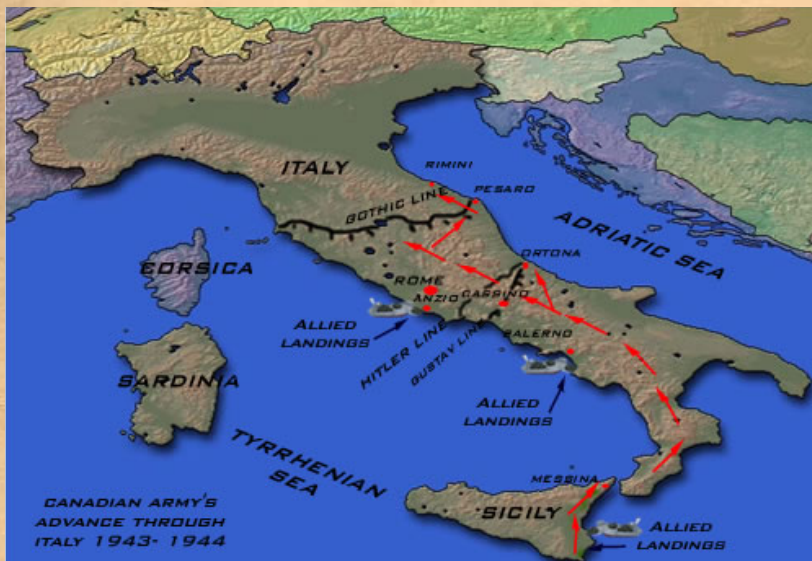 RIMINI
ITALY
PESARO
GOTHIC LINE
ADRIATIC SEA
ORTONA
CORSICA
ROME
ANZIO
CASSINO
ALLIED
LANDINGS
HITLER LINE
GUSTAV LINE
SALERNO
SARDINIA
ALLIED
LANDINGS
TYRRHENIAN
SEA
MESSINA
SICILY
CANADIAN ARMY'S
ADVANCE THROUGH
ITALY 1943- 1944
ALLIED
LANDINGS